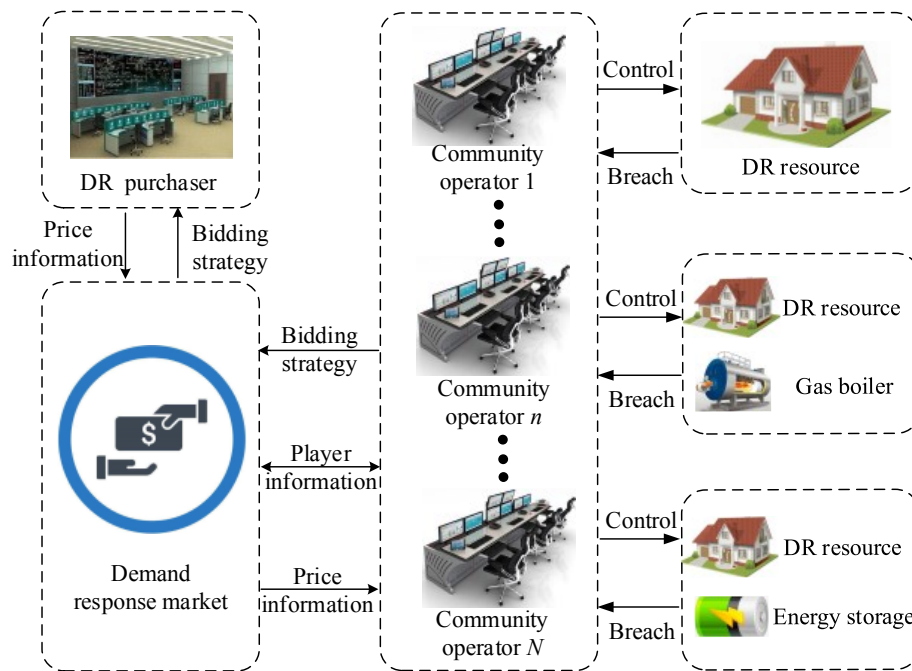 DR purchaser
Price
information
Bidding
strategy
$
Demand
response market
Bidding
strategy
Player
information
Price
information
Community
operator 1
Community
operator n
Community
operator N
Control
Breach
DR resource
Control
Breach
DR resource
Gas boiler
Control
Breach
DR resource
Energy storage